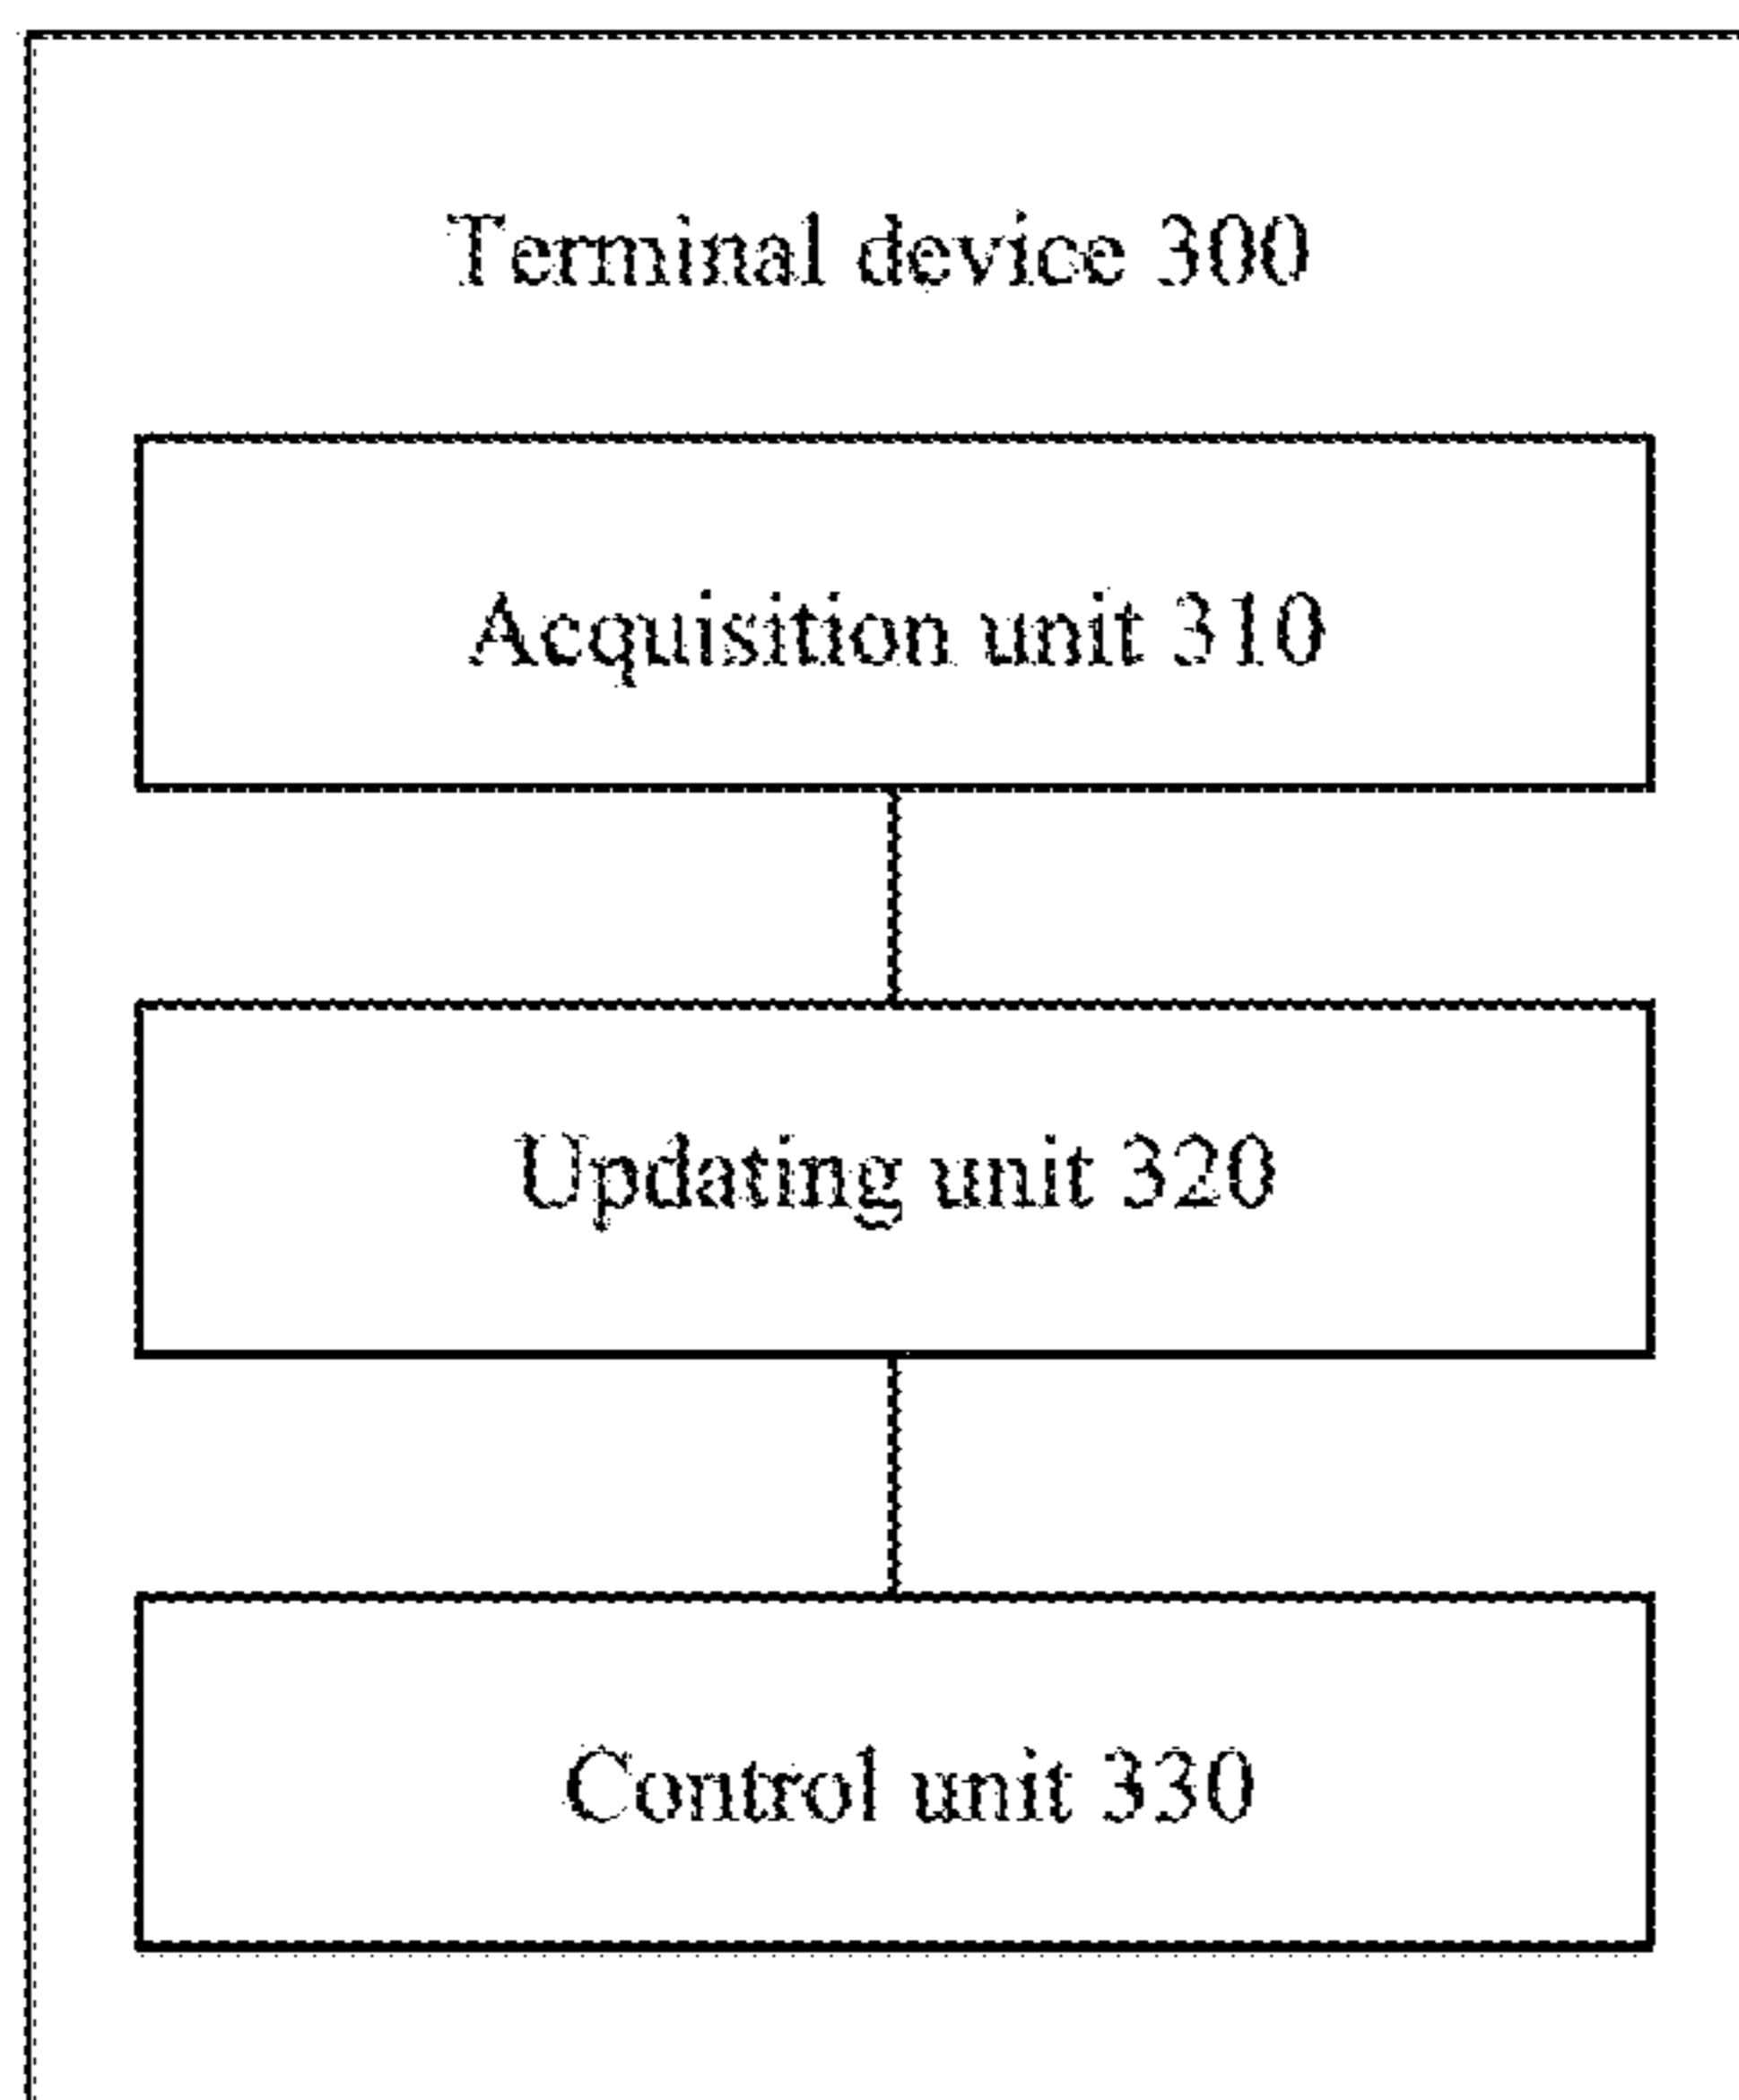 Terminal device 300
Acquisition unit 310
Updating unit 320
Control unit 330